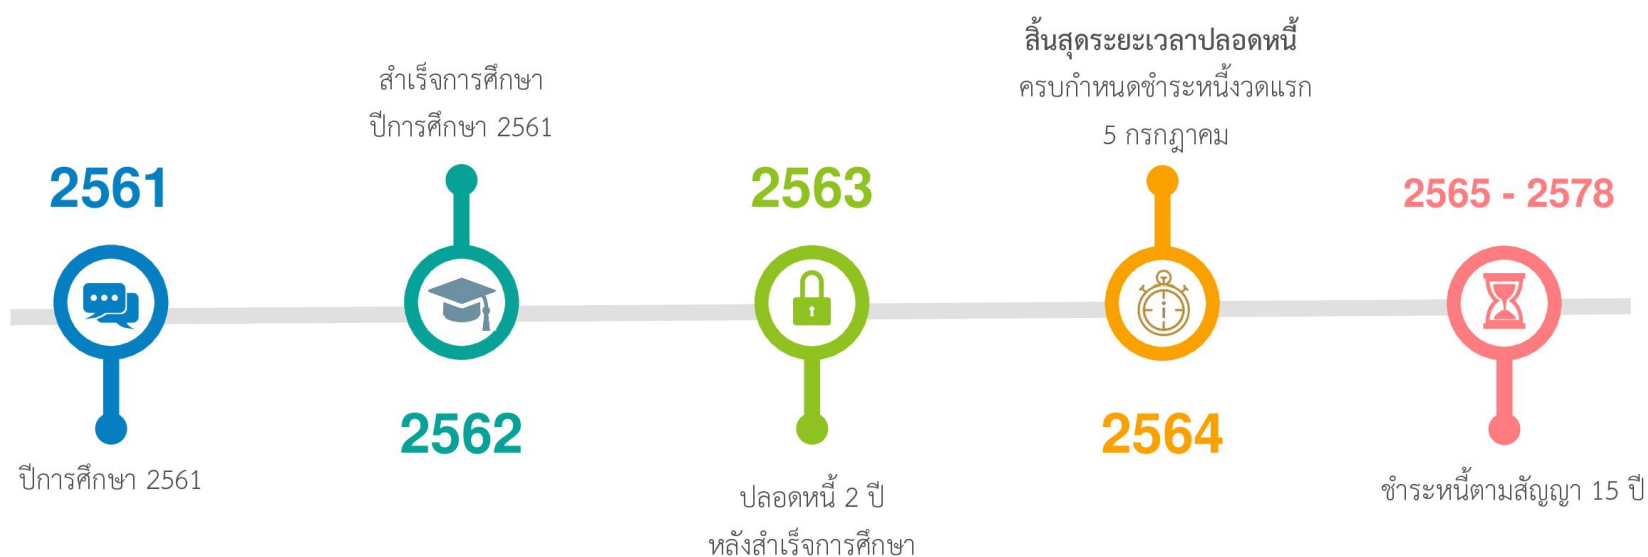 2561
ปีการศึกษา 2561
สำเร็จการศึกษา
ปีการศึกษา 2561
2562
2563
ปลอดหนี้ 2 ปี
หลังสำเร็จการศึกษา
สิ้นสุดระยะเวลาปลอดหนี้
ครบกำหนดชำระหนี้งวดแรก
5 กรกฎาคม
2564
2565 - 2578
ชำระหนี้ตามสัญญา 15 ปี